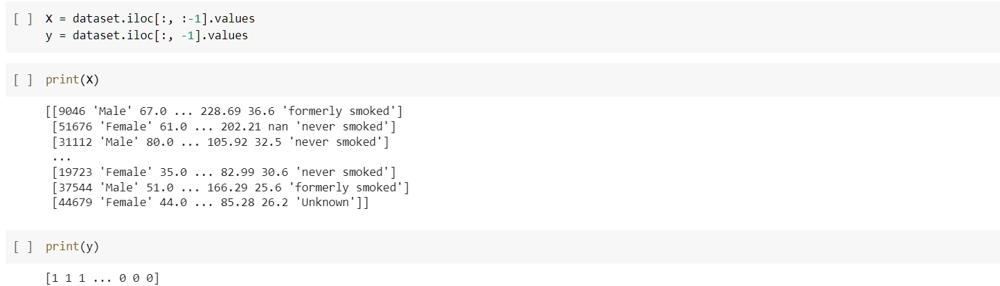 [ ] X = dataset.iloc[:, :-1].values
y = dataset.iloc[:, -1].values
[ ] print(X)
[[9046 'Male' 67.0 ... 228.69 36.6 'formerly smoked']
[51676 'Female' 61.0 ... 202.21 nan 'never smoked']
[31112 'Male' 80.0 ... 105.92 32.5 'never smoked']
...
[19723 'Female' 35.0 ... 82.99 30.6 'never smoked']
[37544 'Male' 51.0 ... 166.29 25.6 'formerly smoked']
[44679 'Female' 44.0 ... 85.28 26.2 'Unknown']]
[ ] print(y)
[1 1 1 ... 0 0 0]